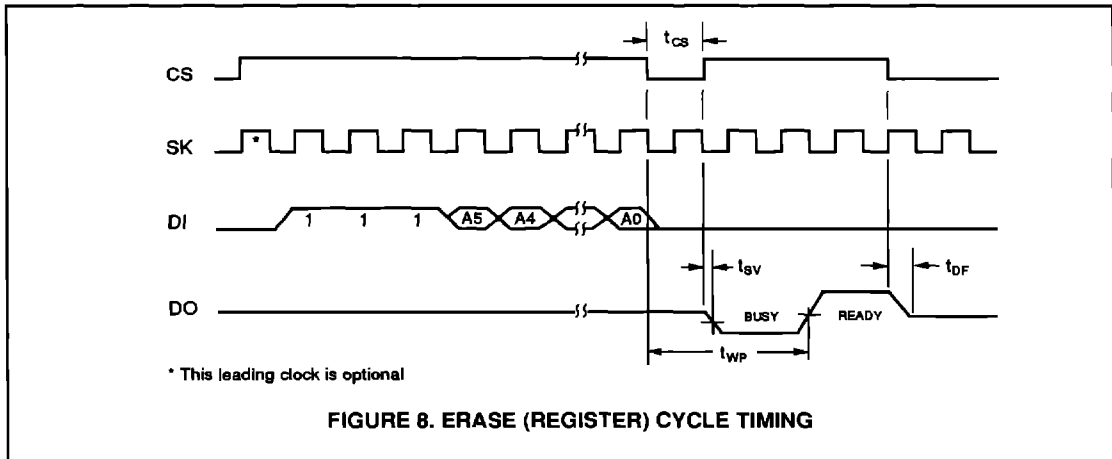 tCS
CS
SK
*
DI
1 1 1 A5 A4 A0
tSV
tDF
DO
BUSY
READY
tWP
* This leading clock is optional
FIGURE 8. ERASE (REGISTER) CYCLE TIMING